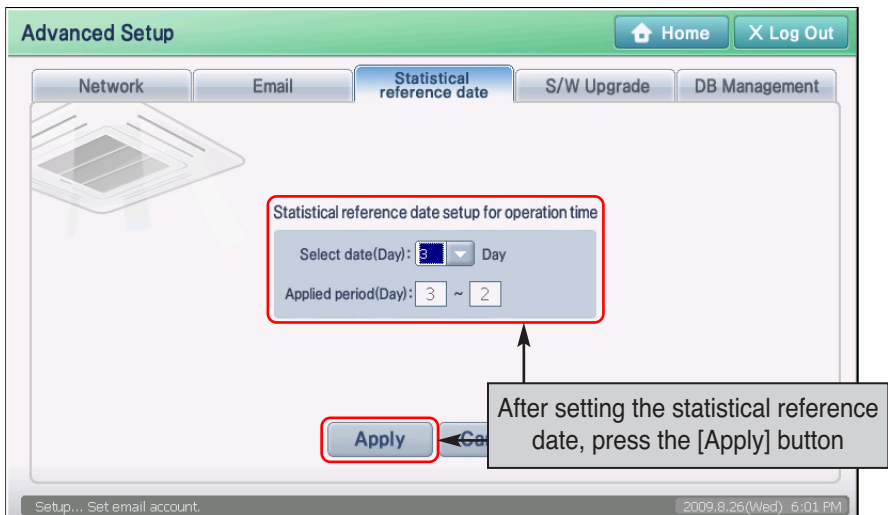 Advanced Setup
Home
X Log Out
Network
Email
Statistical
reference date
S/W Upgrade
DB Management
Statistical reference date setup for operation time
Select date(Day): 3 Day
Applied period(Day): 3 ~ 2
After setting the statistical reference
date, press the [Apply] button
Apply
Setup... Set email account.
2009.8.26(Wed) 6:01 PM